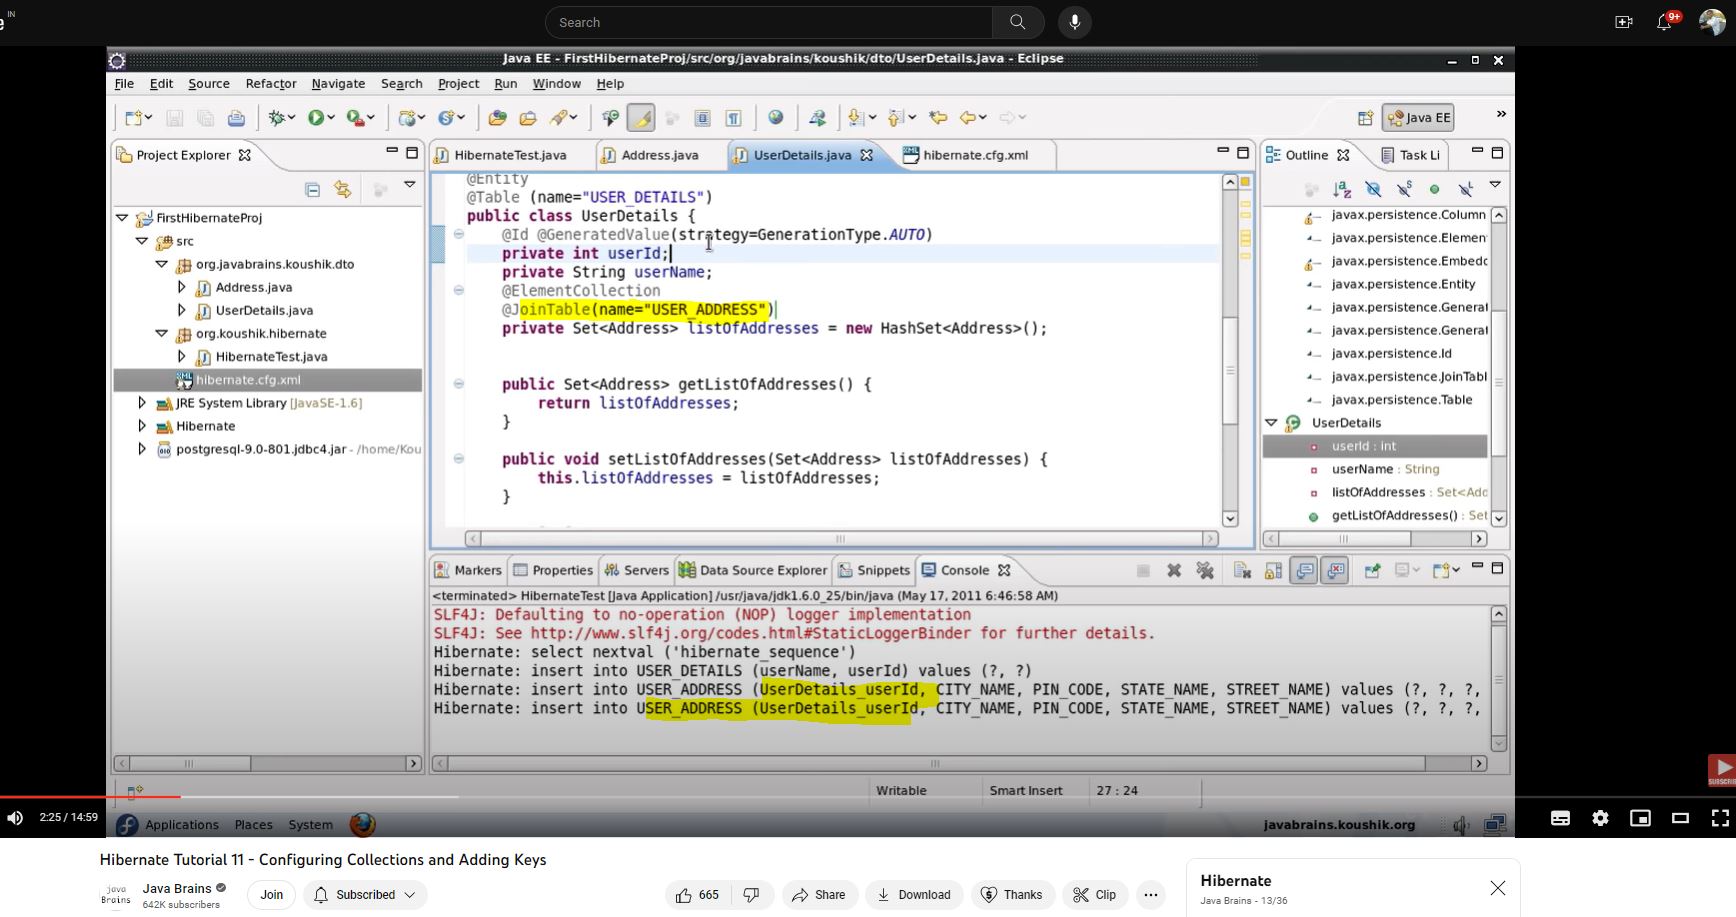 e IN
Search
9+
Java EE - FirstHibernateProj/src/org/javabrains/koushik/dto/UserDetails.java - Eclipse
File Edit Source Refactor Navigate Search Project Run Window Help
Java EE
Project Explorer
HibernateTest.java Address.java UserDetails.java hibernate.cfg.xml
Outline Task Li
FirstHibernateProj
src
org.javabrains.koushik.dto
Address.java
UserDetails.java
org.koushik.hibernate
HibernateTest.java
hibernate.cfg.xml
JRE System Library [JavaSE-1.6]
Hibernate
postgresql-9.0-801.jdbc4.jar - /home/Kou
@Entity
@Table (name="USER_DETAILS")
public class UserDetails {
@Id @GeneratedValue(strategy=GenerationType.AUTO)
private int userId;
private String userName;
@ElementCollection
@JoinTable(name="USER_ADDRESS")
private Set<Address> listOfAddresses = new HashSet<Address>();
public Set<Address> getListOfAddresses() {
return listOfAddresses;
}
public void setListOfAddresses(Set<Address> listOfAddresses) {
this.listOfAddresses = listOfAddresses;
}
javax.persistence.Column
javax.persistence.Elemen
javax.persistence.Embedc
javax.persistence.Entity
javax.persistence.Generat
javax.persistence.Generat
javax.persistence.Id
javax.persistence.JoinTabl
javax.persistence.Table
UserDetails
userId : int
userName : String
listOfAddresses : Set<Adc
getListOfAddresses() : Set
Markers Properties Servers Data Source Explorer Snippets Console
<terminated> HibernateTest [Java Application] /usr/java/jdk1.6.0_25/bin/java (May 17, 2011 6:46:58 AM)
SLF4J: Defaulting to no-operation (NOP) logger implementation
SLF4J: See http://www.slf4j.org/codes.html#StaticLoggerBinder for further details.
Hibernate: select nextval ('hibernate_sequence')
Hibernate: insert into USER_DETAILS (userName, userId) values (?, ?)
Hibernate: insert into USER_ADDRESS (UserDetails_userId, CITY_NAME, PIN_CODE, STATE_NAME, STREET_NAME) values (?, ?, ?,
Hibernate: insert into USER_ADDRESS (UserDetails_userId, CITY_NAME, PIN_CODE, STATE_NAME, STREET_NAME) values (?, ?, ?,
SUBSCRIB
Writable Smart Insert 27 : 24
2:25 / 14:59
Applications Places System
javabrains.koushik.org
Hibernate Tutorial 11 - Configuring Collections and Adding Keys
java Brains
Java Brains
642K subscribers
Join Subscribed
665 Share Download Thanks Clip
Hibernate
Java Brains - 13/36